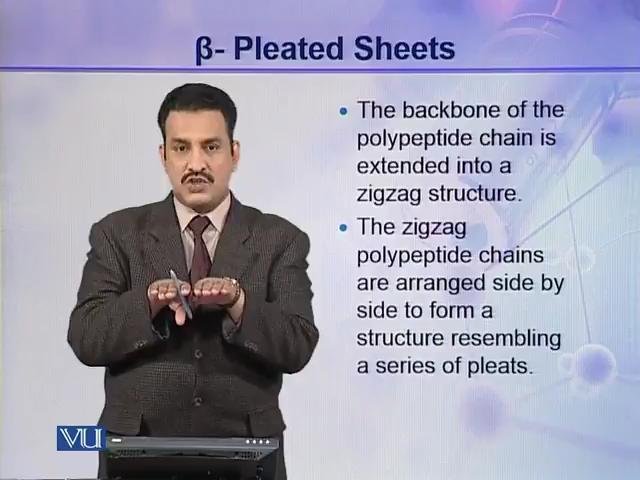 β- Pleated Sheets
• The backbone of the
polypeptide chain is
extended into a
zigzag structure.
• The zigzag
polypeptide chains
are arranged side by
side to form a
structure resembling
a series of pleats.
VU